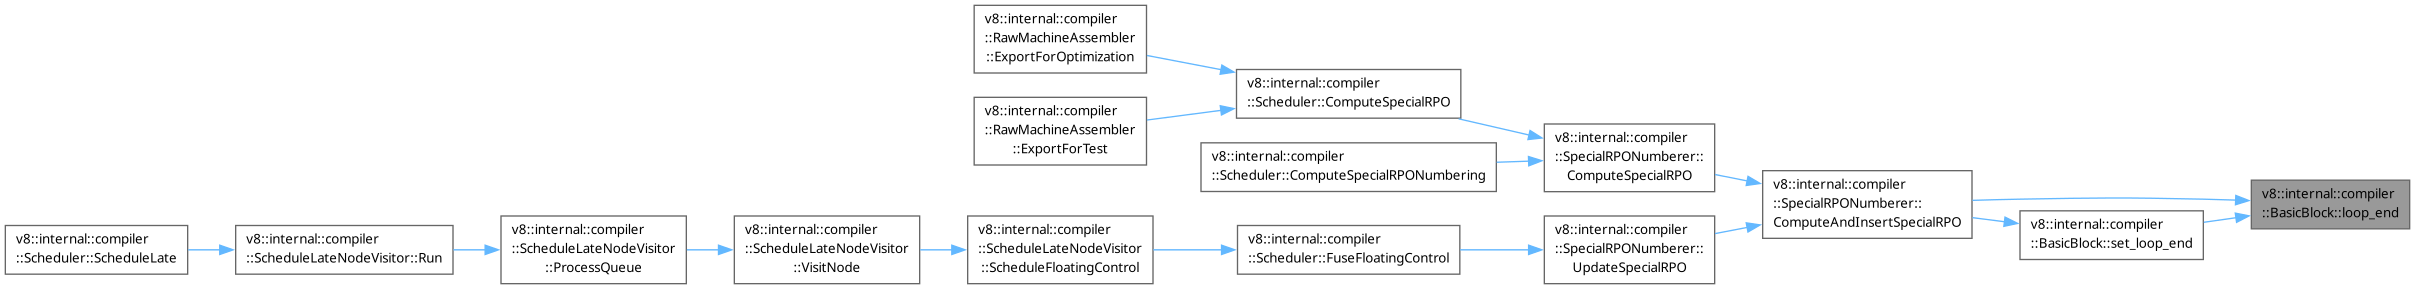 v8::internal::compiler
::RawMachineAssembler
::ExportForOptimization
v8::internal::compiler
::RawMachineAssembler
::ExportForTest
v8::internal::compiler
::Scheduler::ComputeSpecialRPO
v8::internal::compiler
::Scheduler::ComputeSpecialRPONumbering
v8::internal::compiler
::SpecialRPONumberer::
ComputeSpecialRPO
v8::internal::compiler
::SpecialRPONumberer::
ComputeAndInsertSpecialRPO
v8::internal::compiler
::BasicBlock::loop_end
v8::internal::compiler
::BasicBlock::set_loop_end
v8::internal::compiler
::Scheduler::ScheduleLate
v8::internal::compiler
::ScheduleLateNodeVisitor::Run
v8::internal::compiler
::ScheduleLateNodeVisitor
::ProcessQueue
v8::internal::compiler
::ScheduleLateNodeVisitor
::VisitNode
v8::internal::compiler
::ScheduleLateNodeVisitor
::ScheduleFloatingControl
v8::internal::compiler
::Scheduler::FuseFloatingControl
v8::internal::compiler
::SpecialRPONumberer::
UpdateSpecialRPO